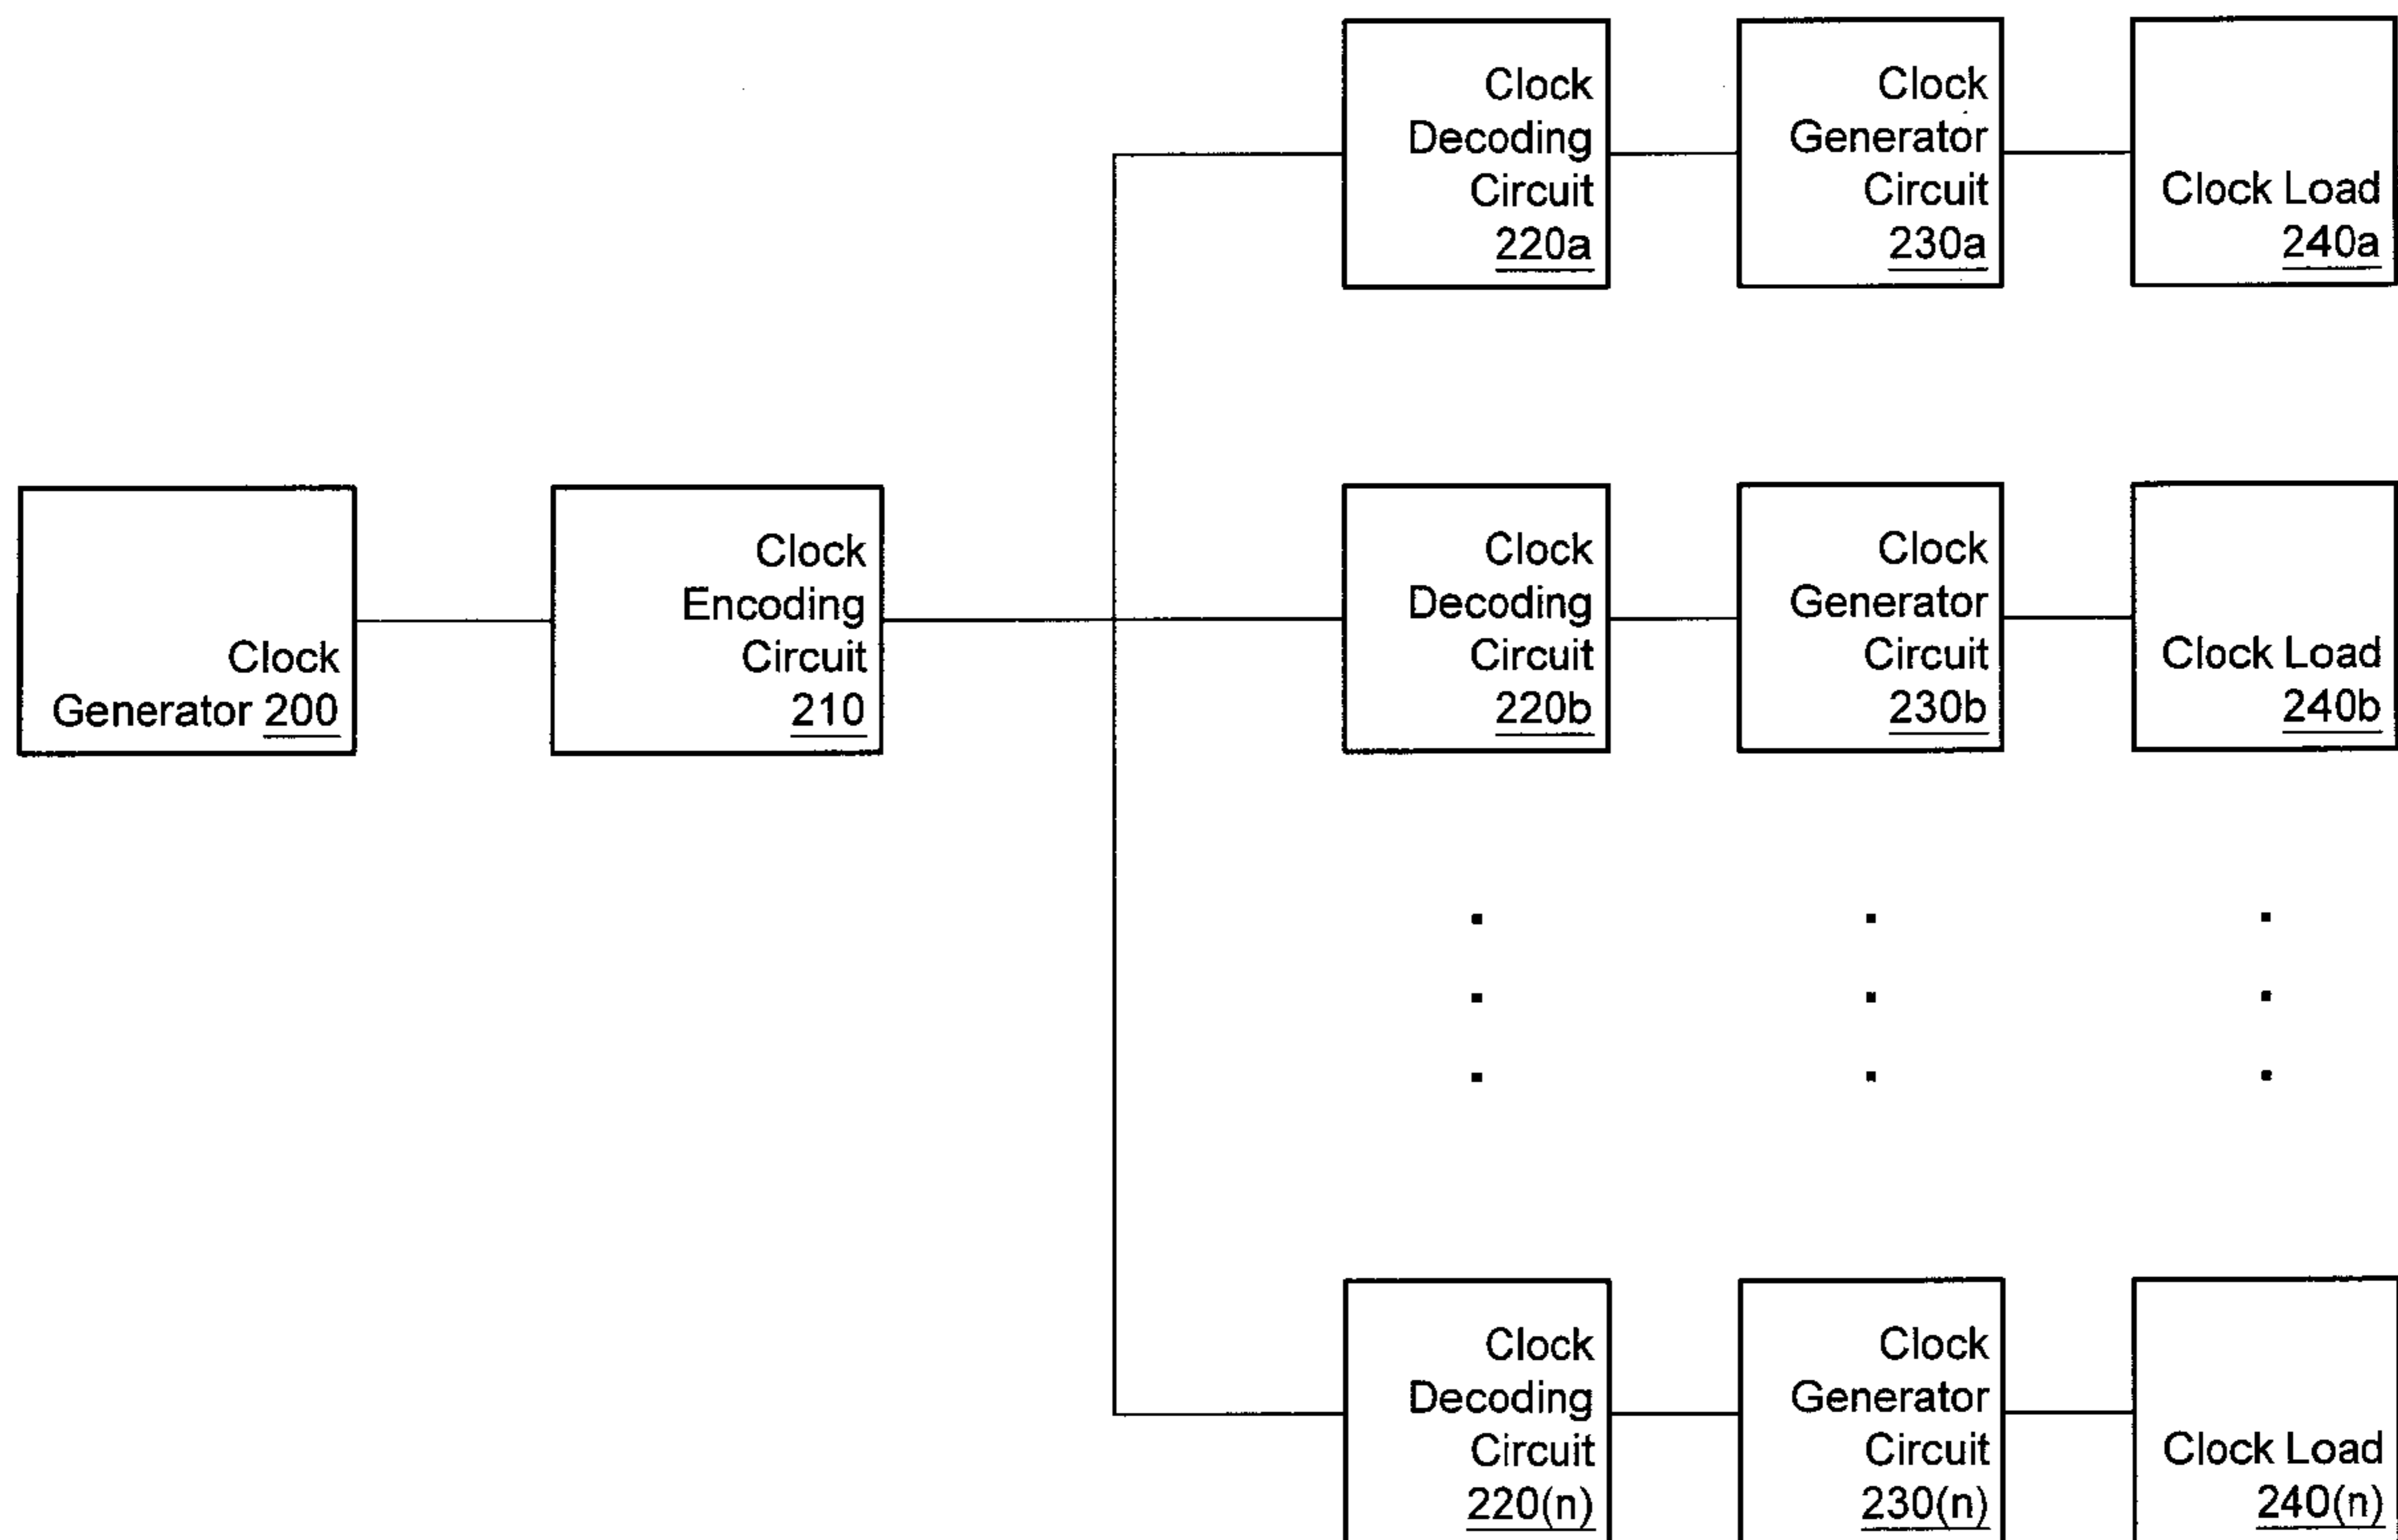 Clock
Decoding
Circuit
220a
Clock
Generator
Circuit
230a
Clock Load
240a
Clock
Generator 200
Clock
Encoding
Circuit
210
Clock
Decoding
Circuit
220b
Clock
Generator
Circuit
230b
Clock Load
240b
Clock
Decoding
Circuit
220(n)
Clock
Generator
Circuit
230(n)
Clock Load
240(n)